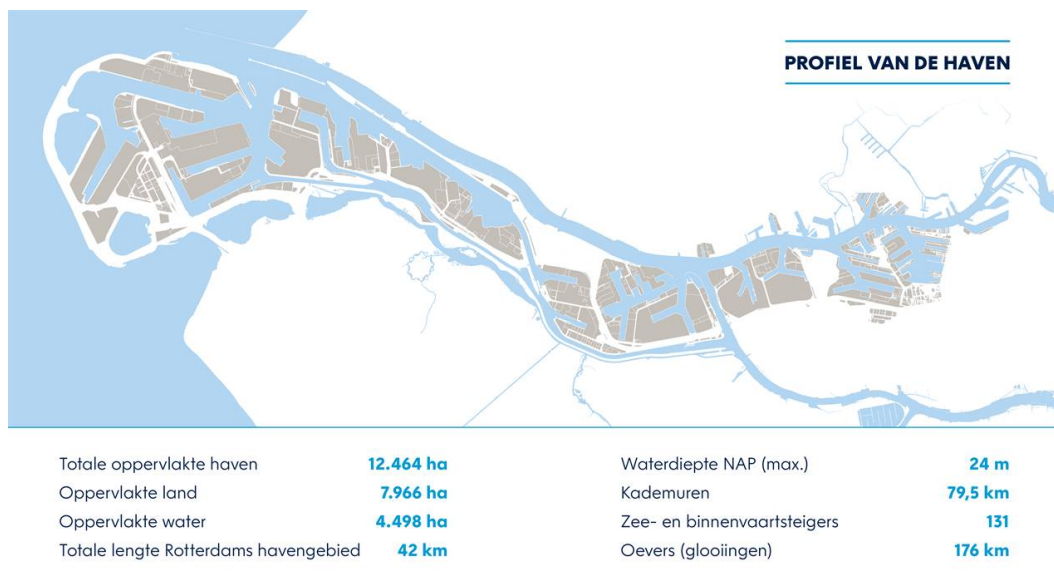 PROFIEL VAN DE HAVEN
Totale oppervlakte haven 12.464 ha
Oppervlakte land 7.966 ha
Oppervlakte water 4.498 ha
Totale lengte Rotterdams havengebied 42 km
Waterdiepte NAP (max.) 24 m
Kademuren 79,5 km
Zee- en binnenvaartsteigers 131
Oevers (glooiingen) 176 km